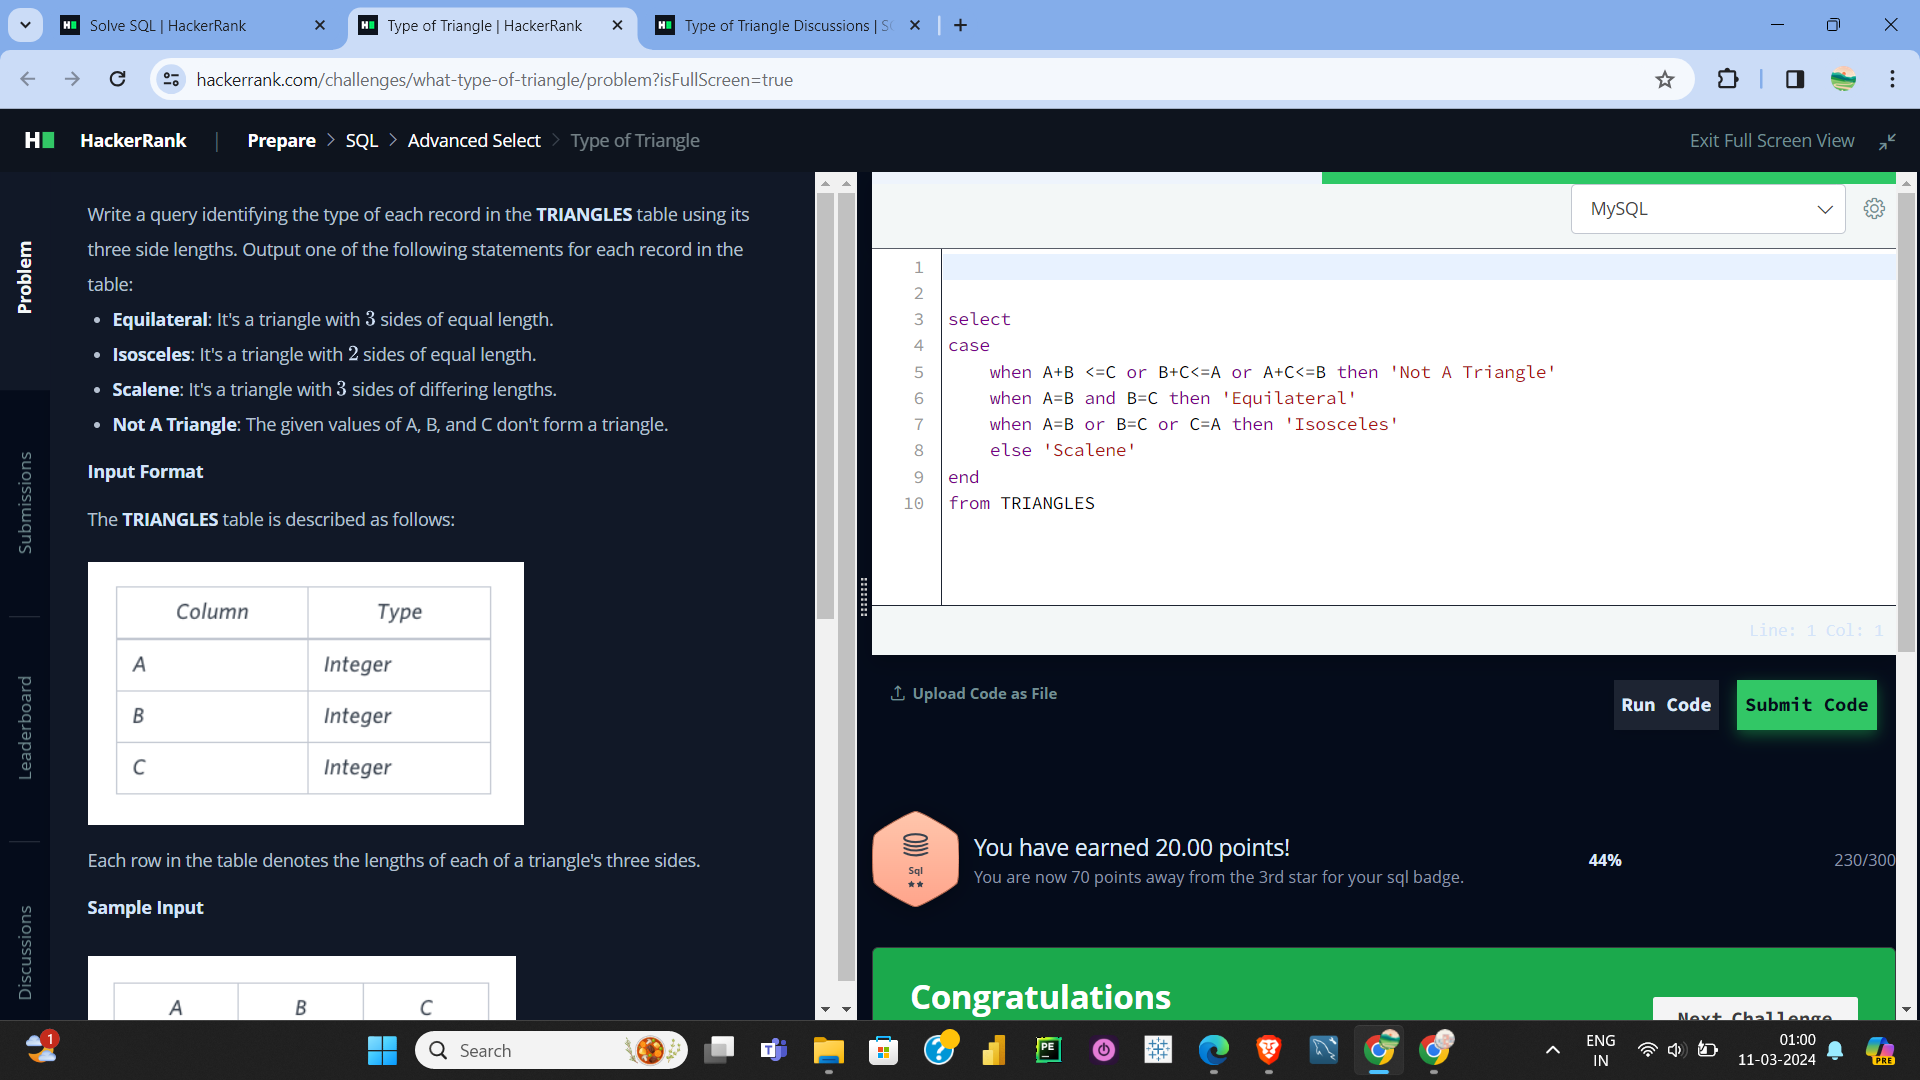 Solve SQL | HackerRank
Type of Triangle | HackerRank
Type of Triangle Discussions | S
hackerrank.com/challenges/what-type-of-triangle/problem?isFullScreen=true
HackerRank
Prepare > SQL > Advanced Select > Type of Triangle
Exit Full Screen View
Problem
Submissions
Leaderboard
Discussions
Write a query identifying the type of each record in the TRIANGLES table using its
three side lengths. Output one of the following statements for each record in the
table:
• Equilateral: It's a triangle with 3 sides of equal length.
• Isosceles: It's a triangle with 2 sides of equal length.
• Scalene: It's a triangle with 3 sides of differing lengths.
• Not A Triangle: The given values of A, B, and C don't form a triangle.
Input Format
The TRIANGLES table is described as follows:
Column Type
A Integer
B Integer
C Integer
Each row in the table denotes the lengths of each of a triangle's three sides.
Sample Input
A B C
MySQL
1
2
3 select
4 case
5 when A+B <=C or B+C<=A or A+C<=B then 'Not A Triangle'
6 when A=B and B=C then 'Equilateral'
7 when A=B or B=C or C=A then 'Isosceles'
8 else 'Scalene'
9 end
10 from TRIANGLES
Line: 1 Col: 1
Upload Code as File
Run Code
Submit Code
Sql
You have earned 20.00 points!
You are now 70 points away from the 3rd star for your sql badge.
44%
230/300
Congratulations
Next Challenge
1
Search
PE
ENG
IN
01:00
11-03-2024
PRE